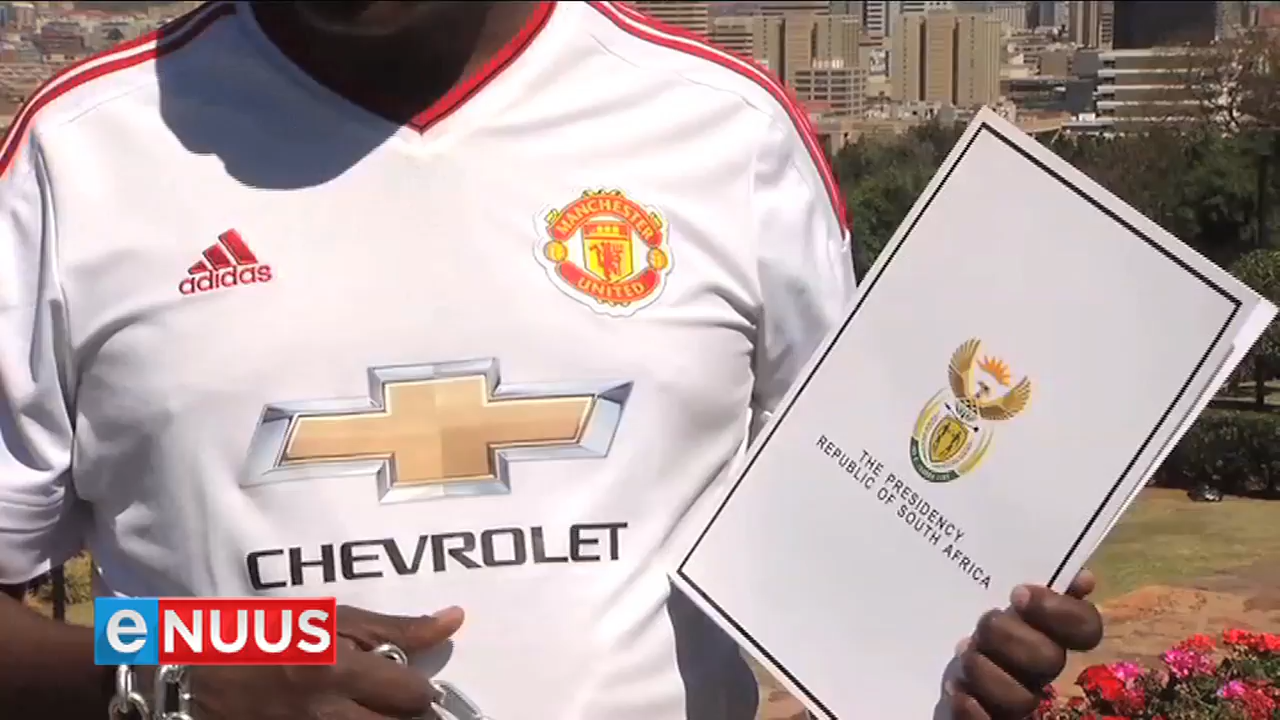 adidas
MANCHESTER
UNITED
CHEVROLET
THE PRESIDENCY
REPUBLIC OF SOUTH AFRICA
eNUUS